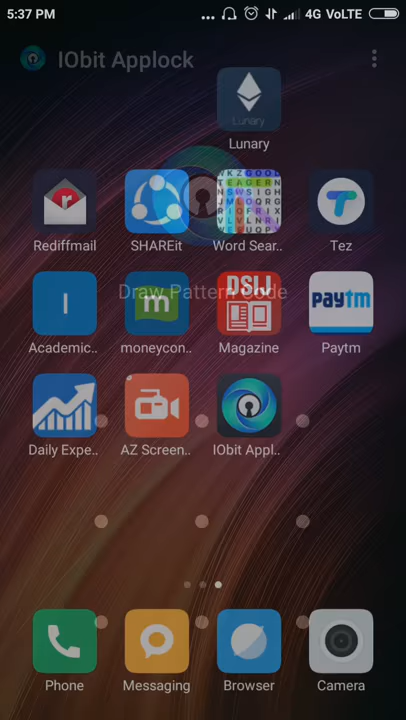 5:37 PM ... 4G VoLTE
IObit Applock
Lunary
Lunary
Rediffmail SHAREit Word Sear.. Tez
Draw Pattern Code
Academic.. moneycon.. Magazine Paytm
Daily Expe.. AZ Screen.. IObit Appl..
Phone Messaging Browser Camera